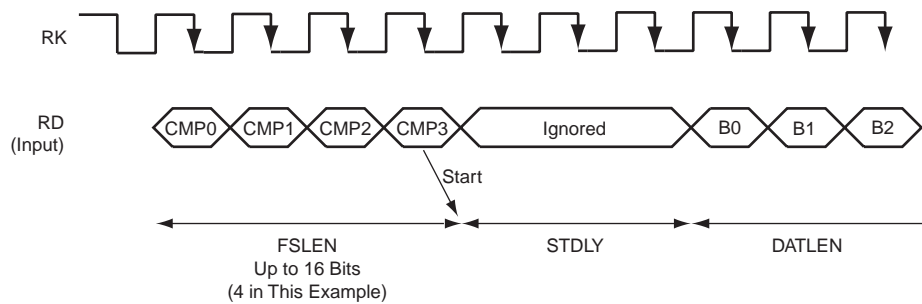 RK
RD
(Input)
CMP0 CMP1 CMP2 CMP3 Ignored B0 B1 B2
Start
FSLEN
Up to 16 Bits
(4 in This Example)
STDLY
DATLEN